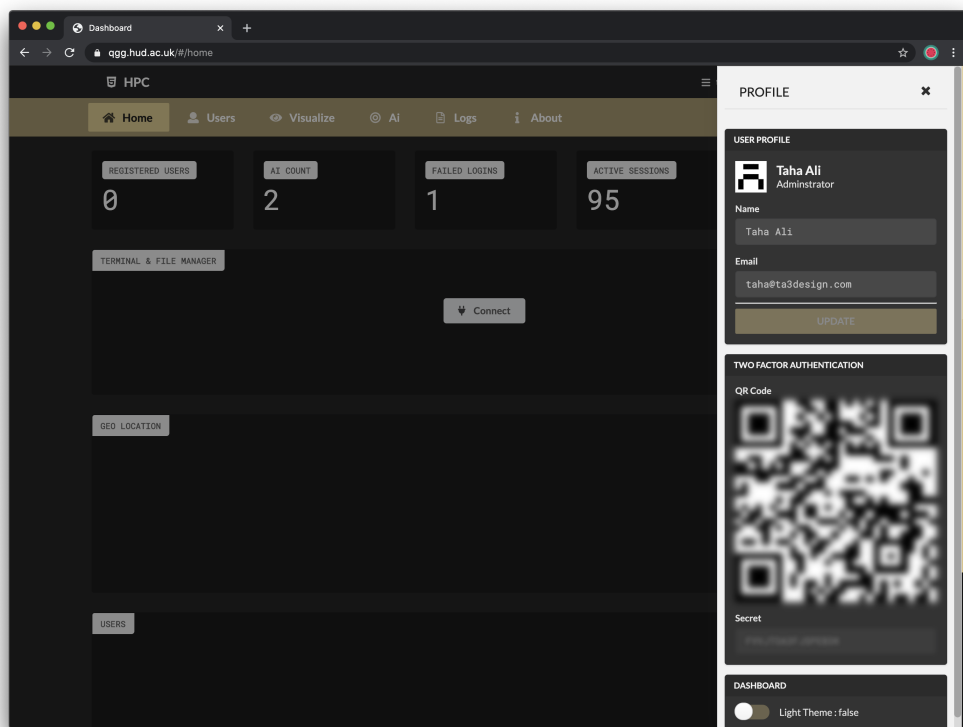 Dashboard
qgg.hud.ac.uk/#/home
HPC
Home Users Visualize Ai Logs About
REGISTERED USERS
0
AI COUNT
2
FAILED LOGINS
1
ACTIVE SESSIONS
95
TERMINAL & FILE MANAGER
Connect
GEO LOCATION
USERS
PROFILE
USER PROFILE
Taha Ali
Adminstrator
Name
Taha Ali
Email
taha@ta3design.com
UPDATE
TWO FACTOR AUTHENTICATION
QR Code
Secret
DASHBOARD
Light Theme : false